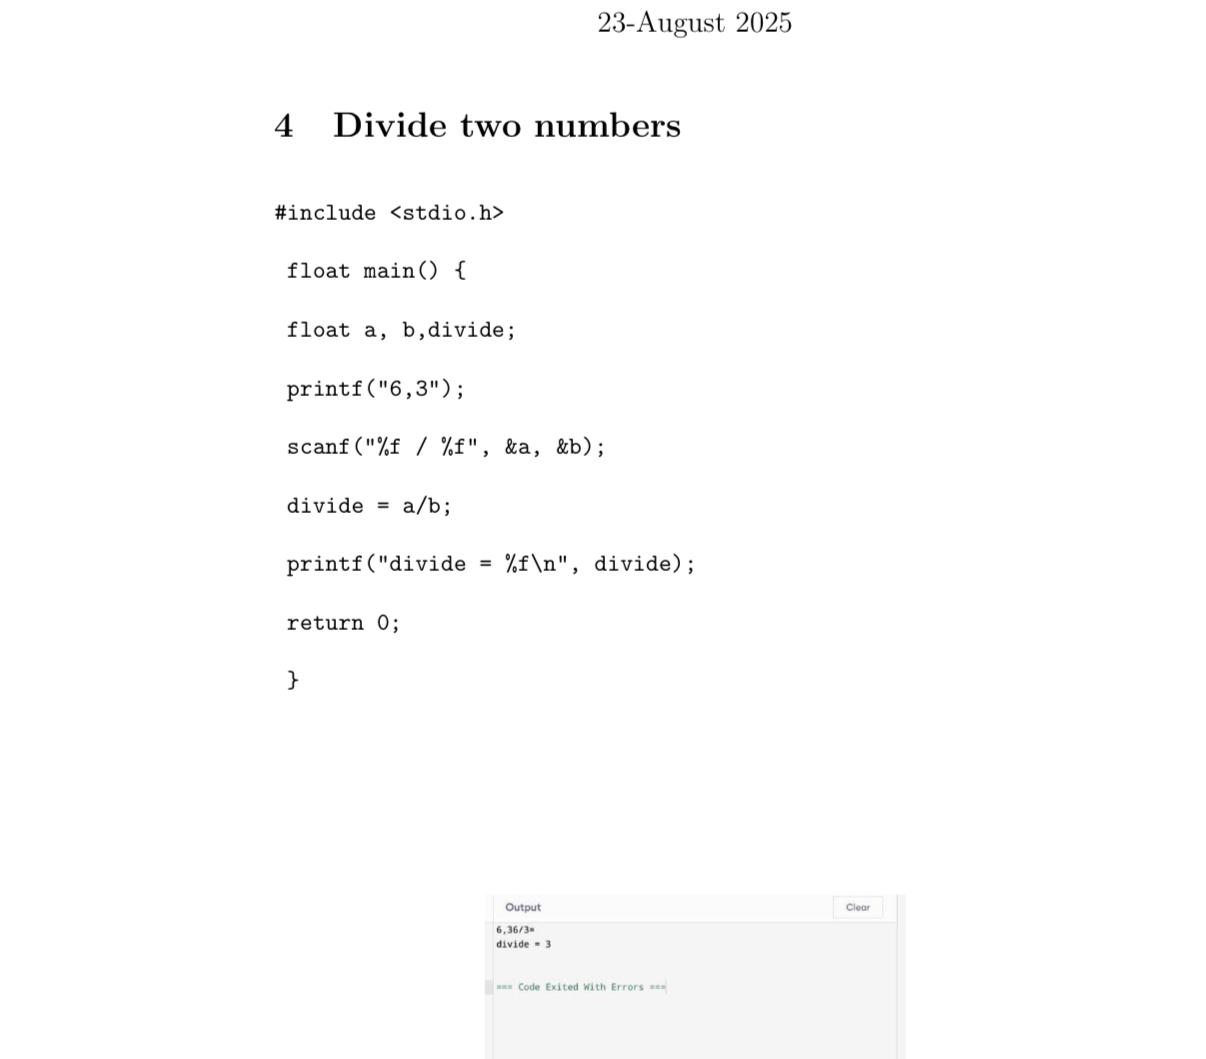 23-August 2025
4 Divide two numbers
#include <stdio.h>
float main() {
float a, b,divide;
printf("6,3");
scanf("%f / %f", &a, &b);
divide = a/b;
printf("divide = %f\n", divide);
return 0;
}
Output Clear
6,36/3=
divide = 3
=== Code Exited With Errors ===